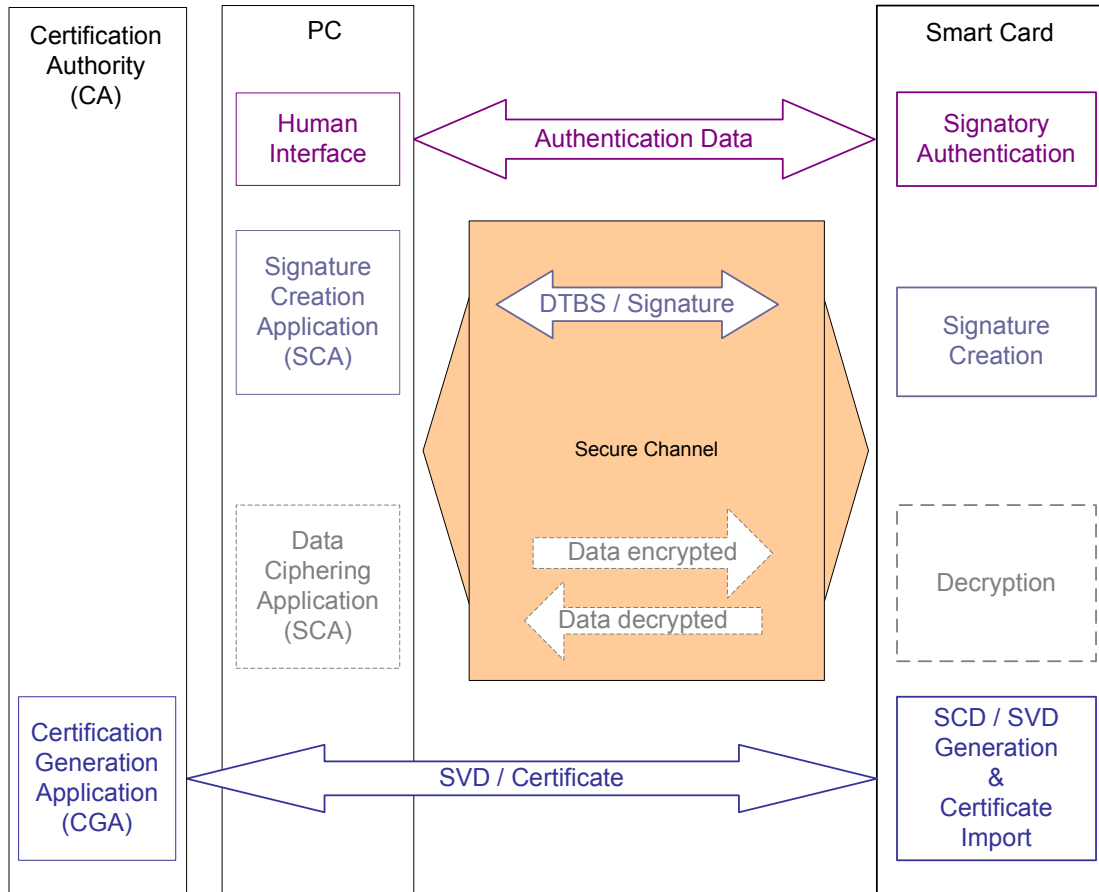 Certification
Authority
(CA)
PC
Smart Card
Human
Interface
Authentication Data
Signatory
Authentication
Signature
Creation
Application
(SCA)
DTBS / Signature
Signature
Creation
Secure Channel
Data
Ciphering
Application
(SCA)
Data encrypted
Data decrypted
Decryption
Certification
Generation
Application
(CGA)
SVD / Certificate
SCD / SVD
Generation
&
Certificate
Import